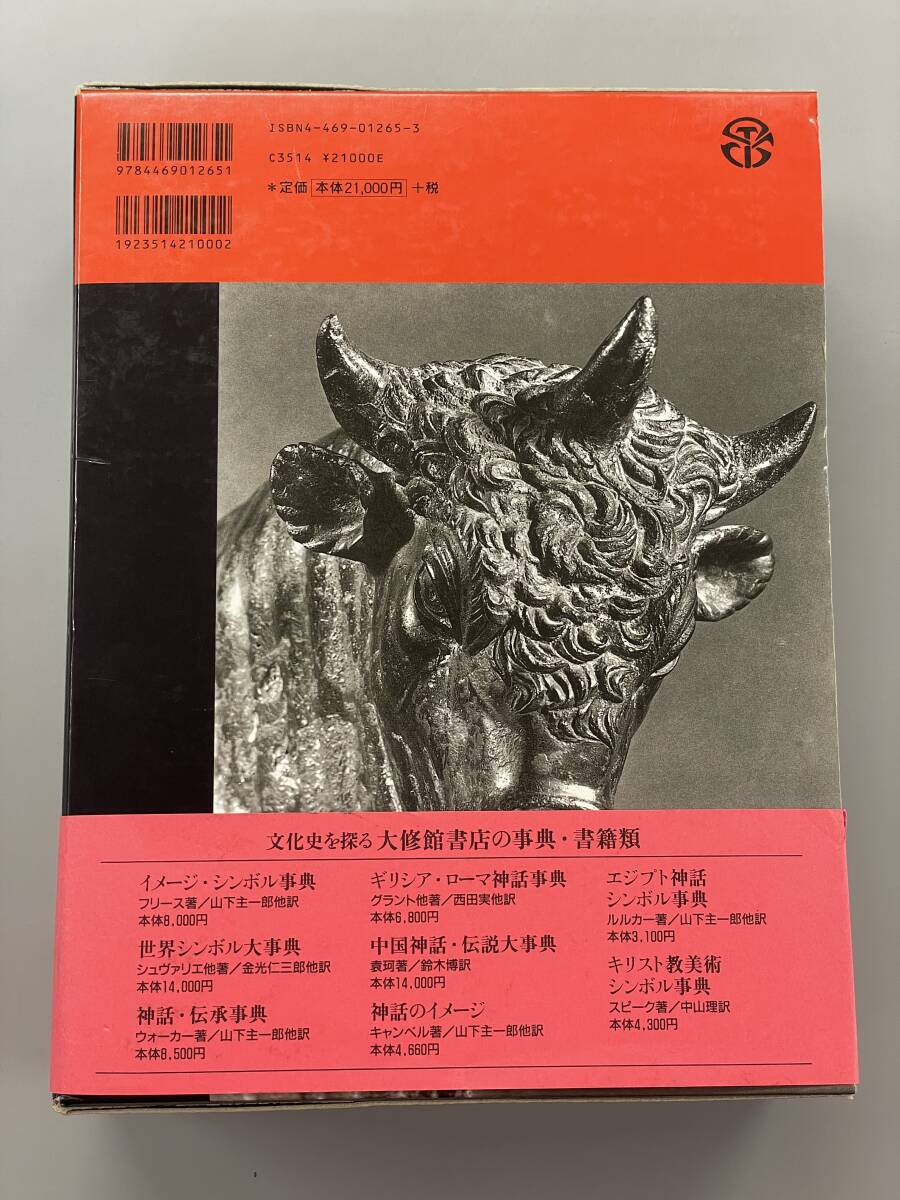 ISBN4-469-01265-3
C3514 ¥21000E
*定価 本体21,000円 +税
9784469012651
1923514210002
文化史を探る大修館書店の事典・書籍類
イメージ・シンボル事典
フリース著/山下主一郎他訳
本体8,000円
世界シンボル大事典
シュヴァリエ他著/金光仁三郎他訳
本体14,000円
神話・伝承事典
ウォーカー著/山下主一郎他訳
本体8,500円
ギリシア・ローマ神話事典
グラント他著/西田実他訳
本体6,800円
中国神話・伝説大事典
袁珂著/鈴木博訳
本体14,000円
神話のイメージ
キャンベル著/山下主一郎他訳
本体4,660円
エジプト神話
シンボル事典
ルルカー著/山下主一郎他訳
本体3,100円
キリスト教美術
シンボル事典
スピーク著/中山理訳
本体4,300円